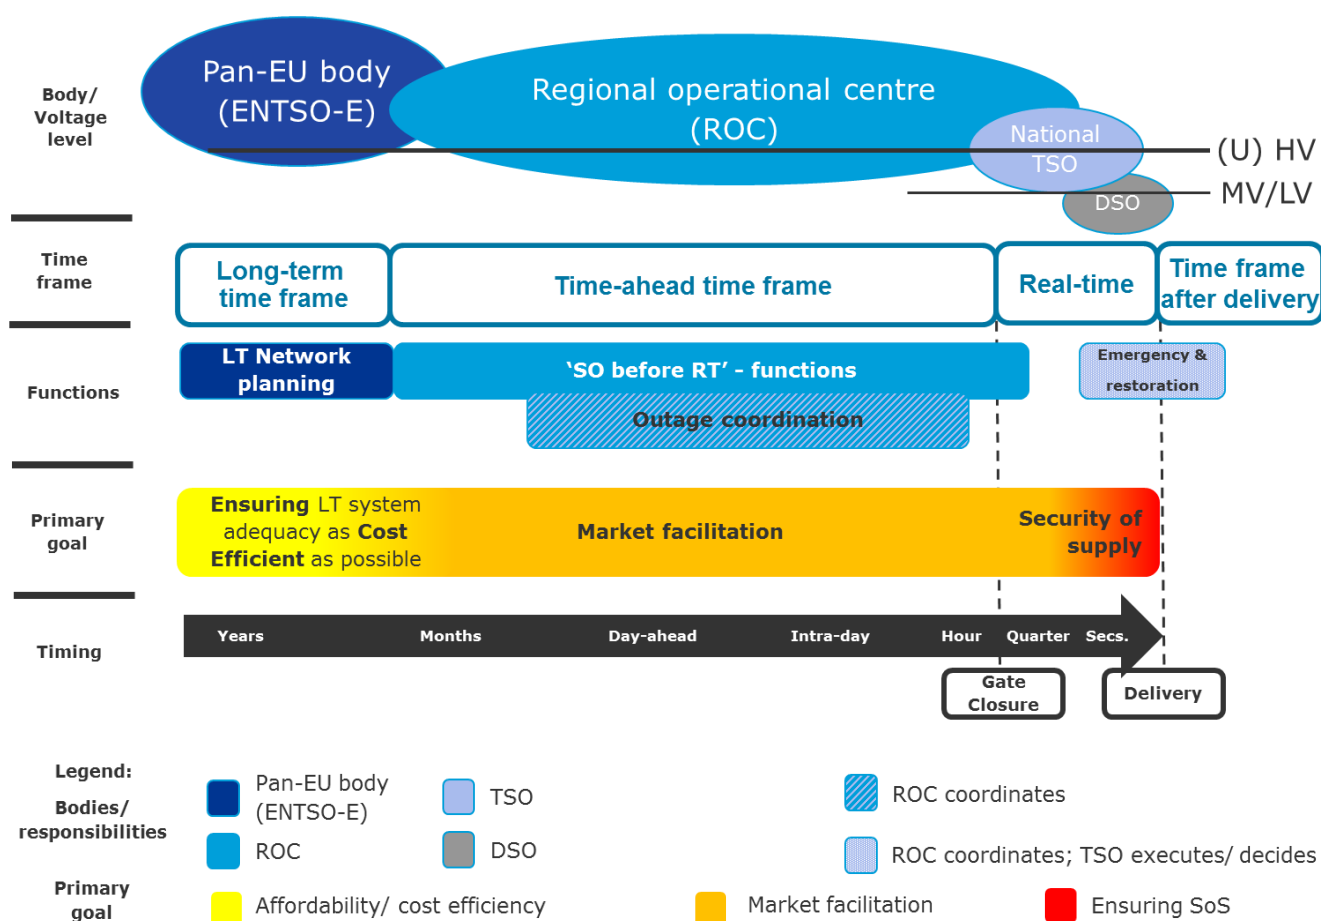 Body/
Voltage
level
Pan-EU body
(ENTSO-E)
Regional operational centre
(ROC)
National
TSO
DSO
(U) HV
MV/LV
Time
frame
Long-term
time frame
Time-ahead time frame
Real-time
Time frame
after delivery
Functions
LT Network
planning
‘SO before RT’ - functions
Outage coordination
Emergency &
restoration
Primary
goal
Ensuring LT system
adequacy as Cost
Efficient as possible
Market facilitation
Security of
supply
Timing
Years
Months
Day-ahead
Intra-day
Hour
Quarter
Secs.
Gate
Closure
Delivery
Legend:
Bodies/
responsibilities
Pan-EU body
(ENTSO-E)
TSO
ROC coordinates
ROC
DSO
ROC coordinates; TSO executes/ decides
Primary
goal
Affordability/ cost efficiency
Market facilitation
Ensuring SoS